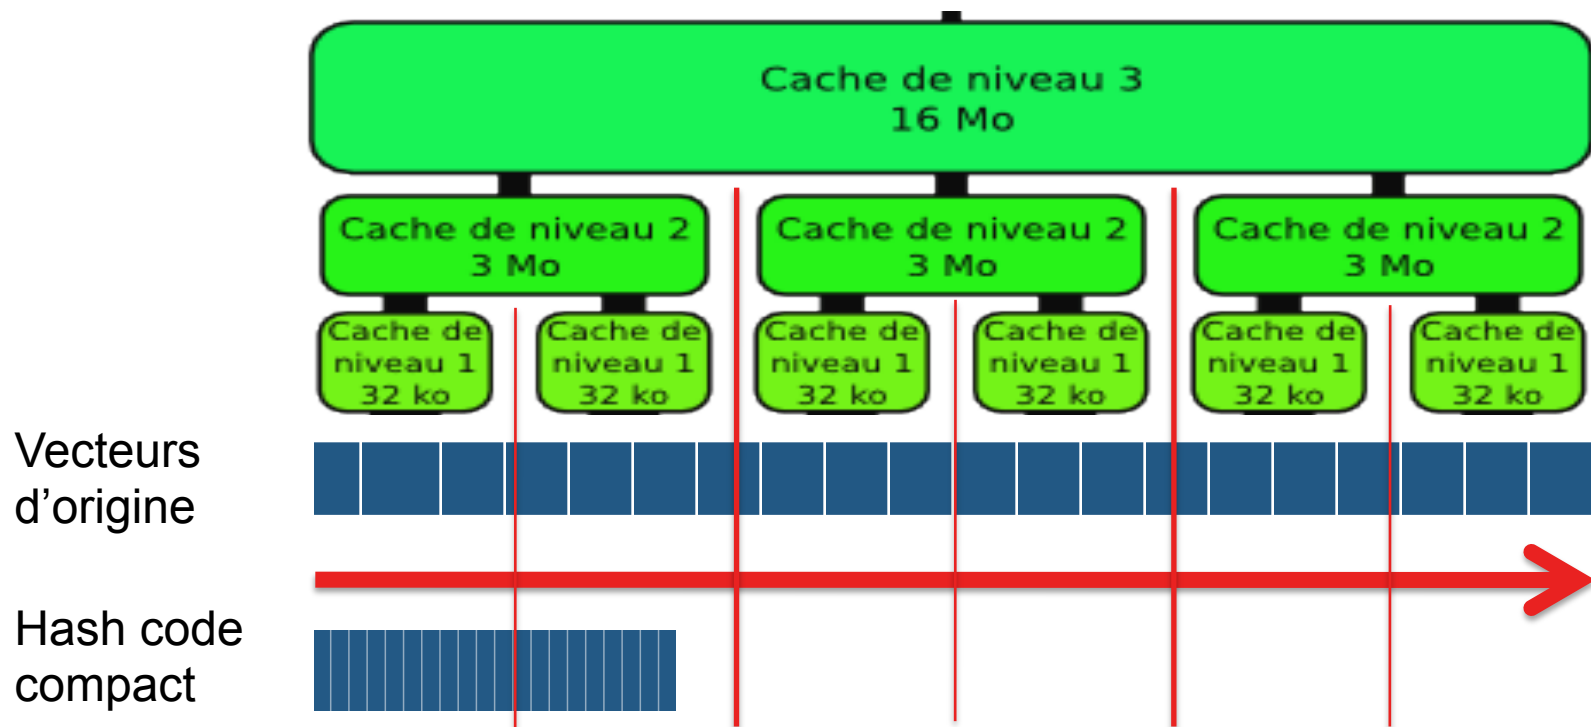 Cache de niveau 3
16 Mo
Cache de niveau 2
3 Mo
Cache de niveau 2
3 Mo
Cache de niveau 2
3 Mo
Cache de
niveau 1
32 ko
Cache de
niveau 1
32 ko
Cache de
niveau 1
32 ko
Cache de
niveau 1
32 ko
Cache de
niveau 1
32 ko
Cache de
niveau 1
32 ko
Vecteurs
d’origine
Hash code
compact